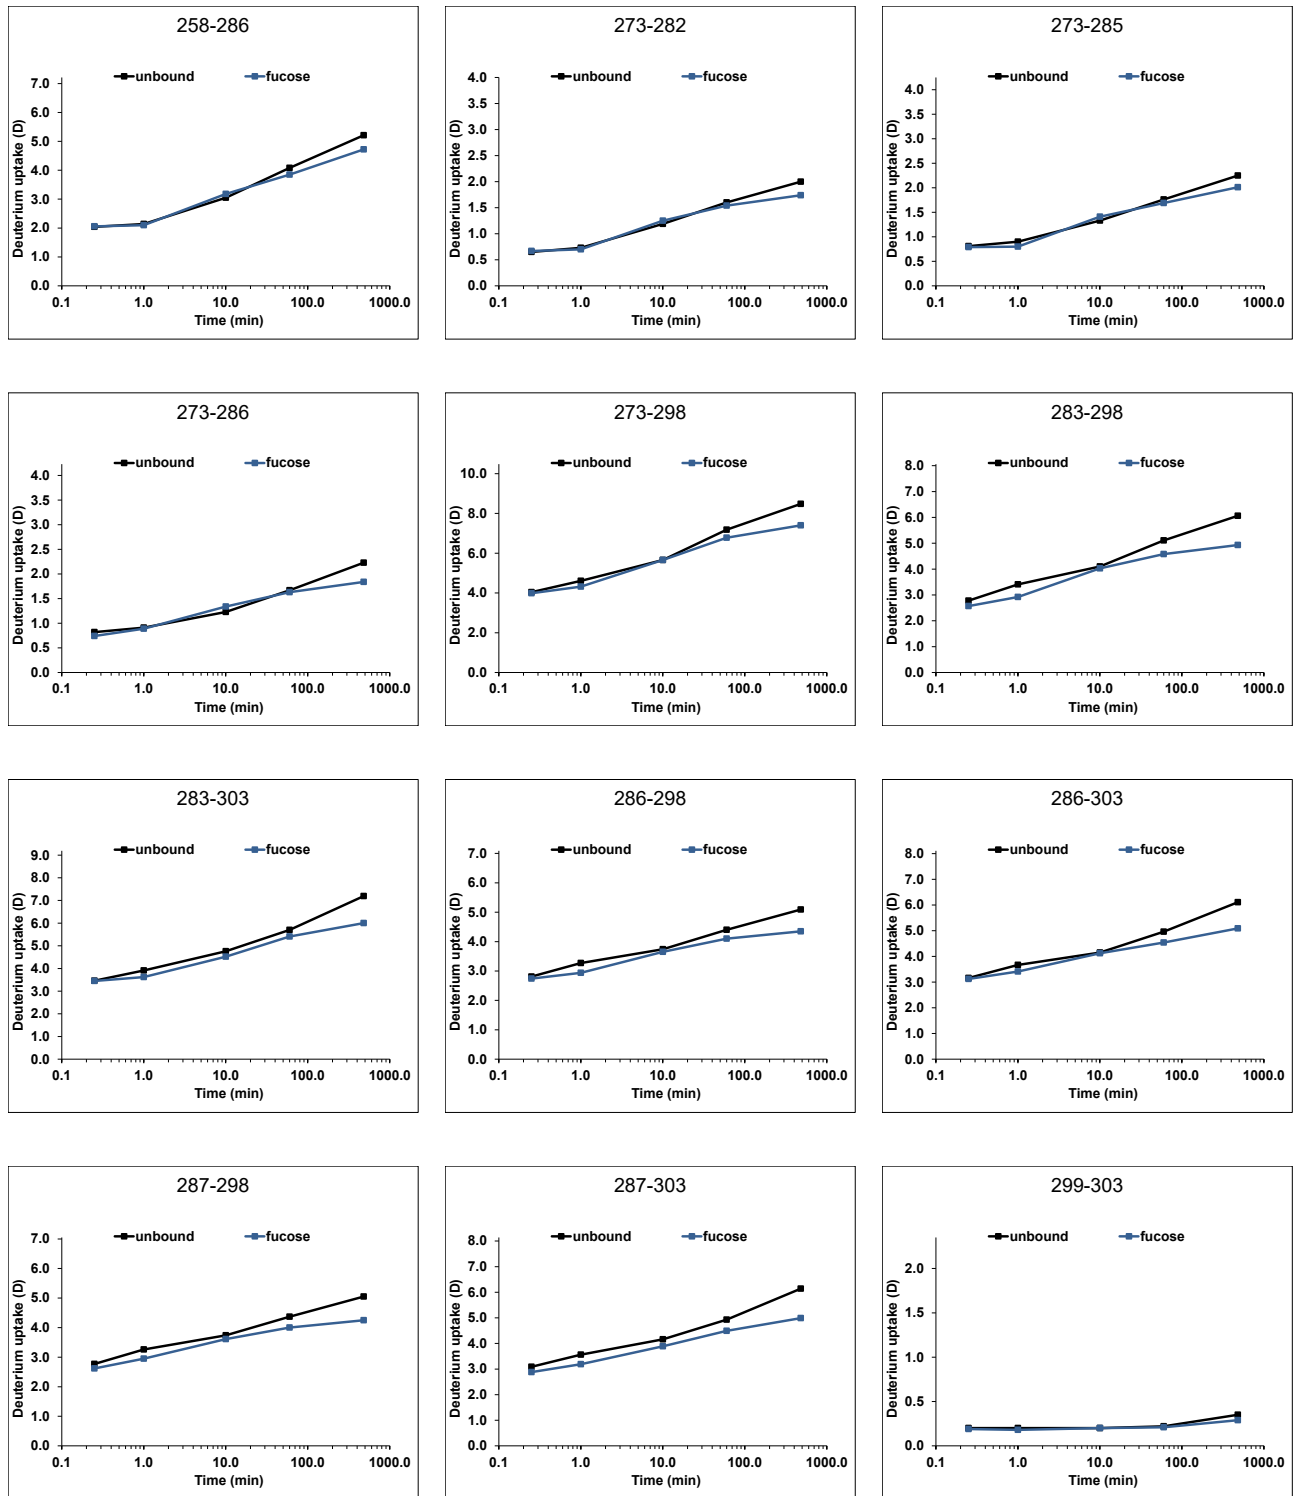 258-286
unbound fucose
7.0
6.0
5.0
4.0
3.0
2.0
1.0
0.0
Deuterium uptake (D)
0.1 1.0 10.0 100.0 1000.0
Time (min)
273-282
unbound fucose
4.0
3.5
3.0
2.5
2.0
1.5
1.0
0.5
0.0
Deuterium uptake (D)
0.1 1.0 10.0 100.0 1000.0
Time (min)
273-285
unbound fucose
4.0
3.5
3.0
2.5
2.0
1.5
1.0
0.5
0.0
Deuterium uptake (D)
0.1 1.0 10.0 100.0 1000.0
Time (min)
273-286
unbound fucose
4.0
3.5
3.0
2.5
2.0
1.5
1.0
0.5
0.0
Deuterium uptake (D)
0.1 1.0 10.0 100.0 1000.0
Time (min)
273-298
unbound fucose
10.0
8.0
6.0
4.0
2.0
0.0
Deuterium uptake (D)
0.1 1.0 10.0 100.0 1000.0
Time (min)
283-298
unbound fucose
8.0
7.0
6.0
5.0
4.0
3.0
2.0
1.0
0.0
Deuterium uptake (D)
0.1 1.0 10.0 100.0 1000.0
Time (min)
283-303
unbound fucose
9.0
8.0
7.0
6.0
5.0
4.0
3.0
2.0
1.0
0.0
Deuterium uptake (D)
0.1 1.0 10.0 100.0 1000.0
Time (min)
286-298
unbound fucose
7.0
6.0
5.0
4.0
3.0
2.0
1.0
0.0
Deuterium uptake (D)
0.1 1.0 10.0 100.0 1000.0
Time (min)
286-303
unbound fucose
8.0
7.0
6.0
5.0
4.0
3.0
2.0
1.0
0.0
Deuterium uptake (D)
0.1 1.0 10.0 100.0 1000.0
Time (min)
287-298
unbound fucose
7.0
6.0
5.0
4.0
3.0
2.0
1.0
0.0
Deuterium uptake (D)
0.1 1.0 10.0 100.0 1000.0
Time (min)
287-303
unbound fucose
8.0
7.0
6.0
5.0
4.0
3.0
2.0
1.0
0.0
Deuterium uptake (D)
0.1 1.0 10.0 100.0 1000.0
Time (min)
299-303
unbound fucose
2.0
1.5
1.0
0.5
0.0
Deuterium uptake (D)
0.1 1.0 10.0 100.0 1000.0
Time (min)